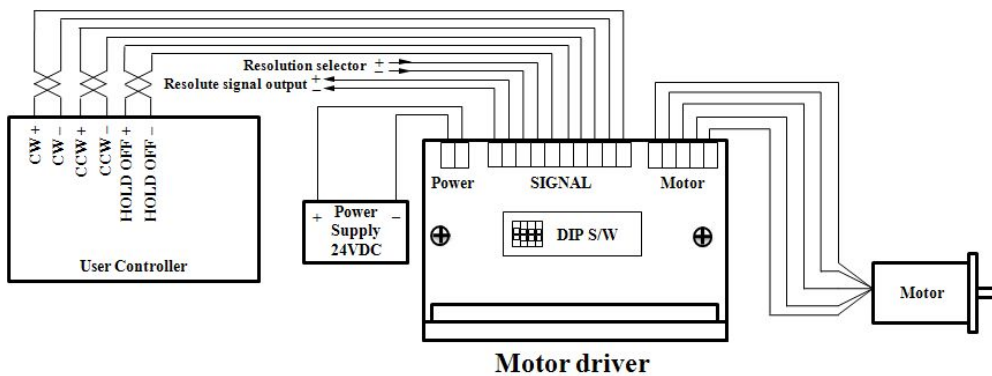 Resolution selector + −
Resolute signal output + −
CW +
CW –
CCW +
CCW –
HOLD OFF +
HOLD OFF –
User Controller
+ Power –
Supply
24VDC
Power
SIGNAL
Motor
DIP S/W
Motor
Motor driver